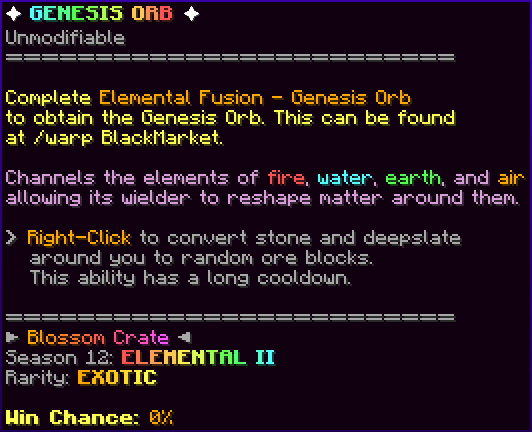 ✦ GENESIS ORB ✦
Unmodifiable
=========================
Complete Elemental Fusion - Genesis Orb
to obtain the Genesis Orb. This can be found
at /warp BlackMarket.
Channels the elements of fire, water, earth, and air
allowing its wielder to reshape matter around them.
> Right-Click to convert stone and deepslate
around you to random ore blocks.
This ability has a long cooldown.
=========================
► Blossom Crate ◄
Season 12: ELEMENTAL II
Rarity: EXOTIC
Win Chance: 0%